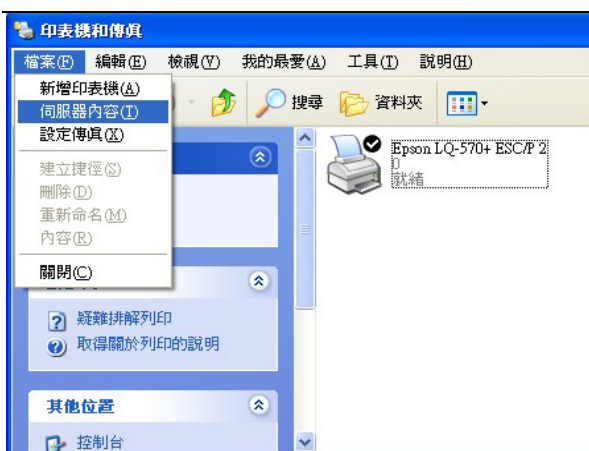 印表機和傳真
檔案(F) 編輯(E) 檢視(V) 我的最愛(A) 工具(T) 說明(H)
搜尋 資料夾
新增印表機(A)
伺服器內容(T)
設定傳真(X)
建立捷徑(S)
刪除(D)
重新命名(M)
內容(R)
關閉(C)
Epson LQ-570+ ESC/P 2
0
就緒
疑難排解列印
取得關於列印的說明
其他位置
控制台